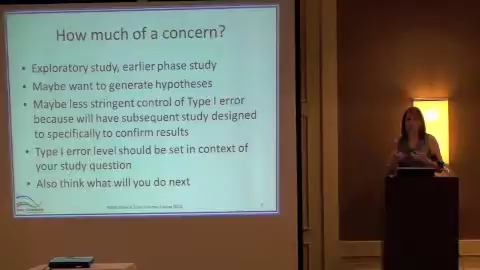 How much of a concern?
• Exploratory study, earlier phase study
• Maybe want to generate hypotheses
• Maybe less stringent control of Type I error
because will have subsequent study designed
to specifically to confirm results
• Type I error level should be set in context of
your study question
• Also think what will you do next